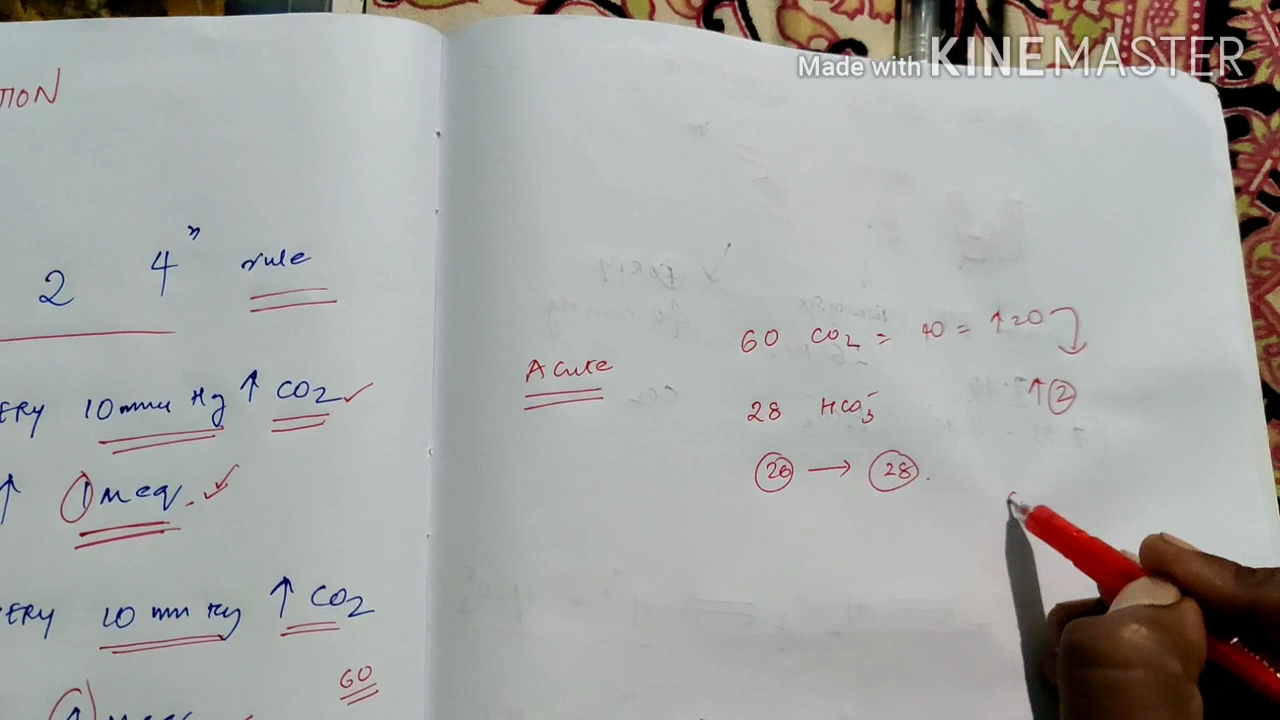 Made with KINEMASTER
TION
2 4" rule
ERY 10 mm Hg ↑ CO2 ✓
↑ 1 meq. ✓
ERY 10 mm Hg ↑ CO2
60
Acute
60 CO2 = 40 = ↑20
28 HCO3- ↑2
26 → 28.